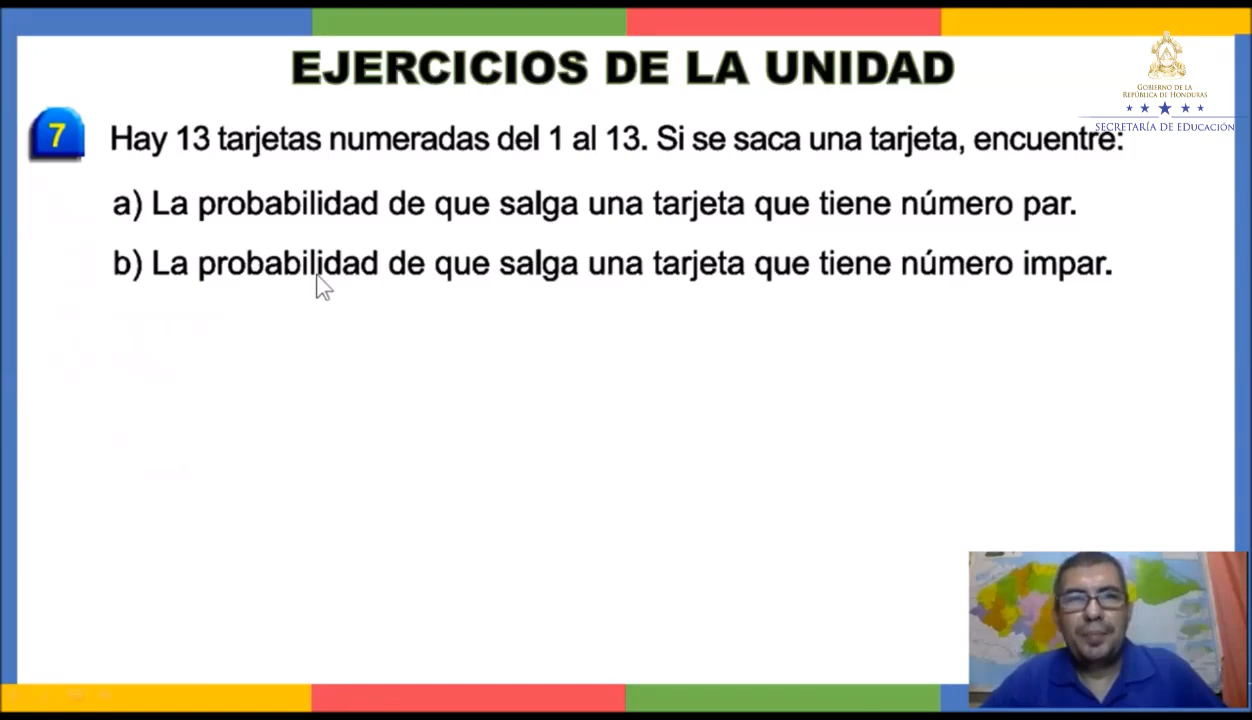 EJERCICIOS DE LA UNIDAD
GOBIERNO DE LA
REPÚBLICA DE HONDURAS
SECRETARÍA DE EDUCACIÓN
7
Hay 13 tarjetas numeradas del 1 al 13. Si se saca una tarjeta, encuentre:
a) La probabilidad de que salga una tarjeta que tiene número par.
b) La probabilidad de que salga una tarjeta que tiene número impar.